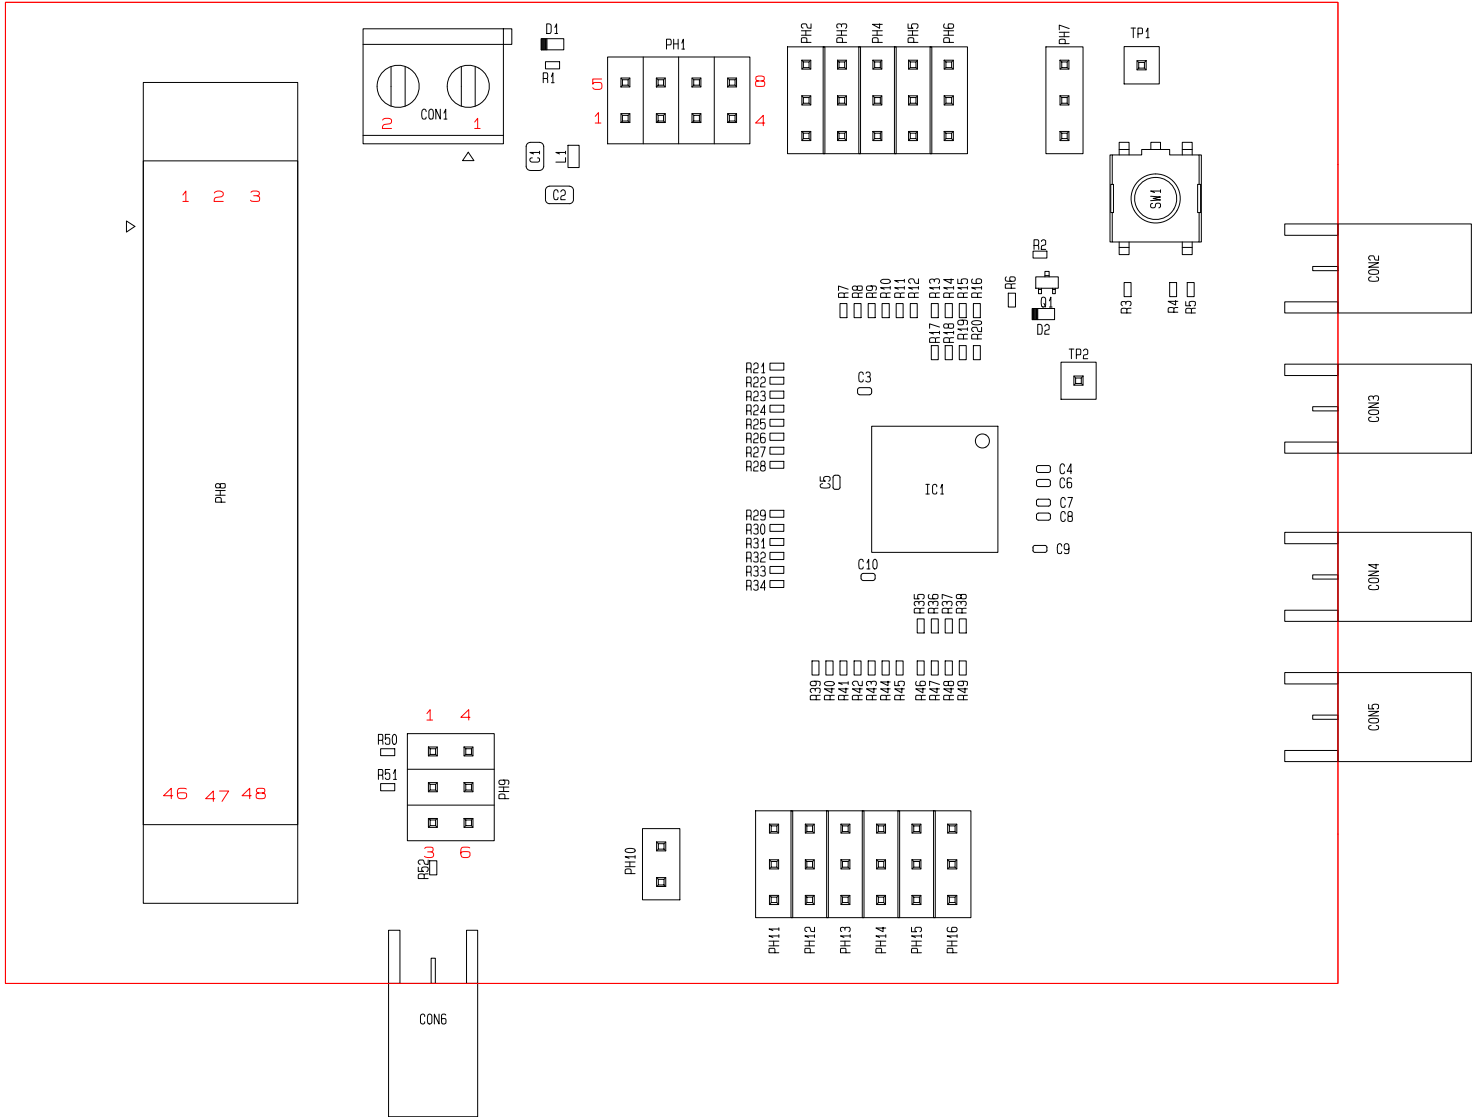 D1
PH1
PH2
PH3
PH4
PH5
PH6
PH7
TP1
R1
5
8
1
4
CON1
2
1
C1
L1
C2
1 2 3
SW1
R2
R6
Q1
D2
R3
R4
R5
CON2
R7
R8
R9
R10
R11
R12
R13
R14
R15
R16
R17
R18
R19
R20
TP2
R21
R22
R23
R24
R25
R26
R27
R28
C3
CON3
C5
IC1
C4
C6
C7
C8
C9
PH8
R29
R30
R31
R32
R33
R34
C10
CON4
R35
R36
R37
R38
R39
R40
R41
R42
R43
R44
R45
R46
R47
R48
R49
CON5
1 4
R50
R51
PH9
46 47 48
3 6
R52
PH10
PH11
PH12
PH13
PH14
PH15
PH16
CON6